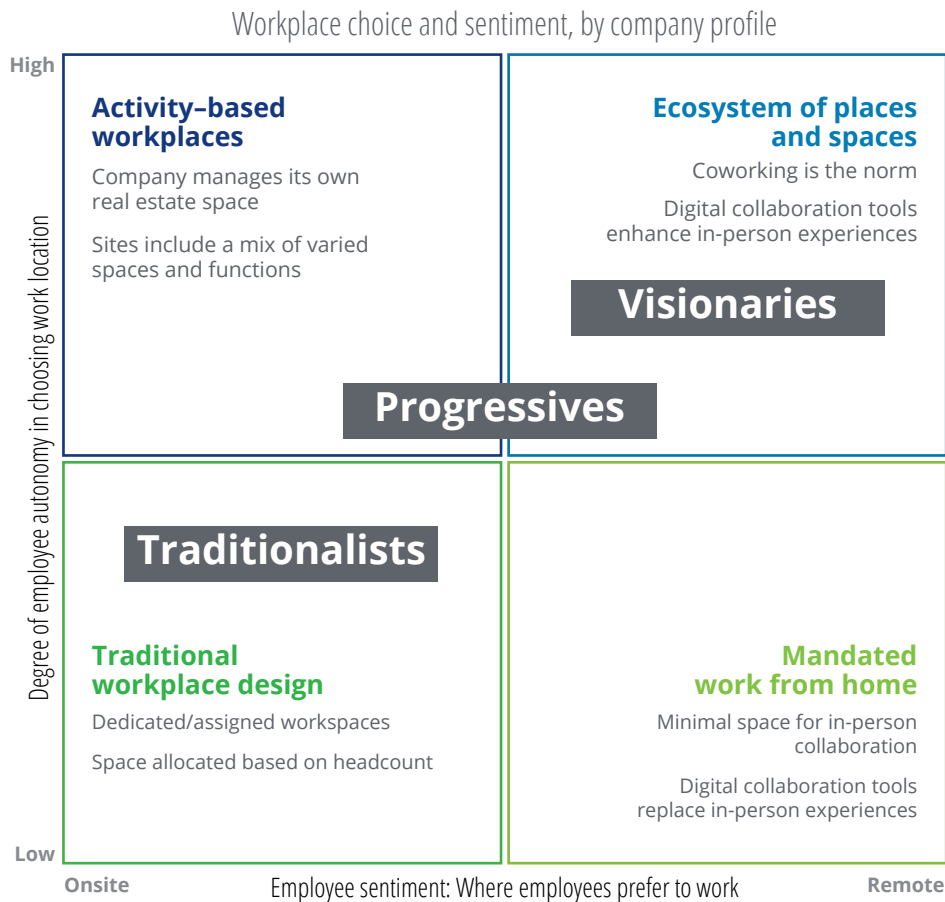 Workplace choice and sentiment, by company profile
High
Activity–based
workplaces
Company manages its own
real estate space
Sites include a mix of varied
spaces and functions
Ecosystem of places
and spaces
Coworking is the norm
Digital collaboration tools
enhance in-person experiences
Visionaries
Progressives
Degree of employee autonomy in choosing work location
Traditionalists
Traditional
workplace design
Dedicated/assigned workspaces
Space allocated based on headcount
Mandated
work from home
Minimal space for in-person
collaboration
Digital collaboration tools
replace in-person experiences
Low
Onsite
Employee sentiment: Where employees prefer to work
Remote